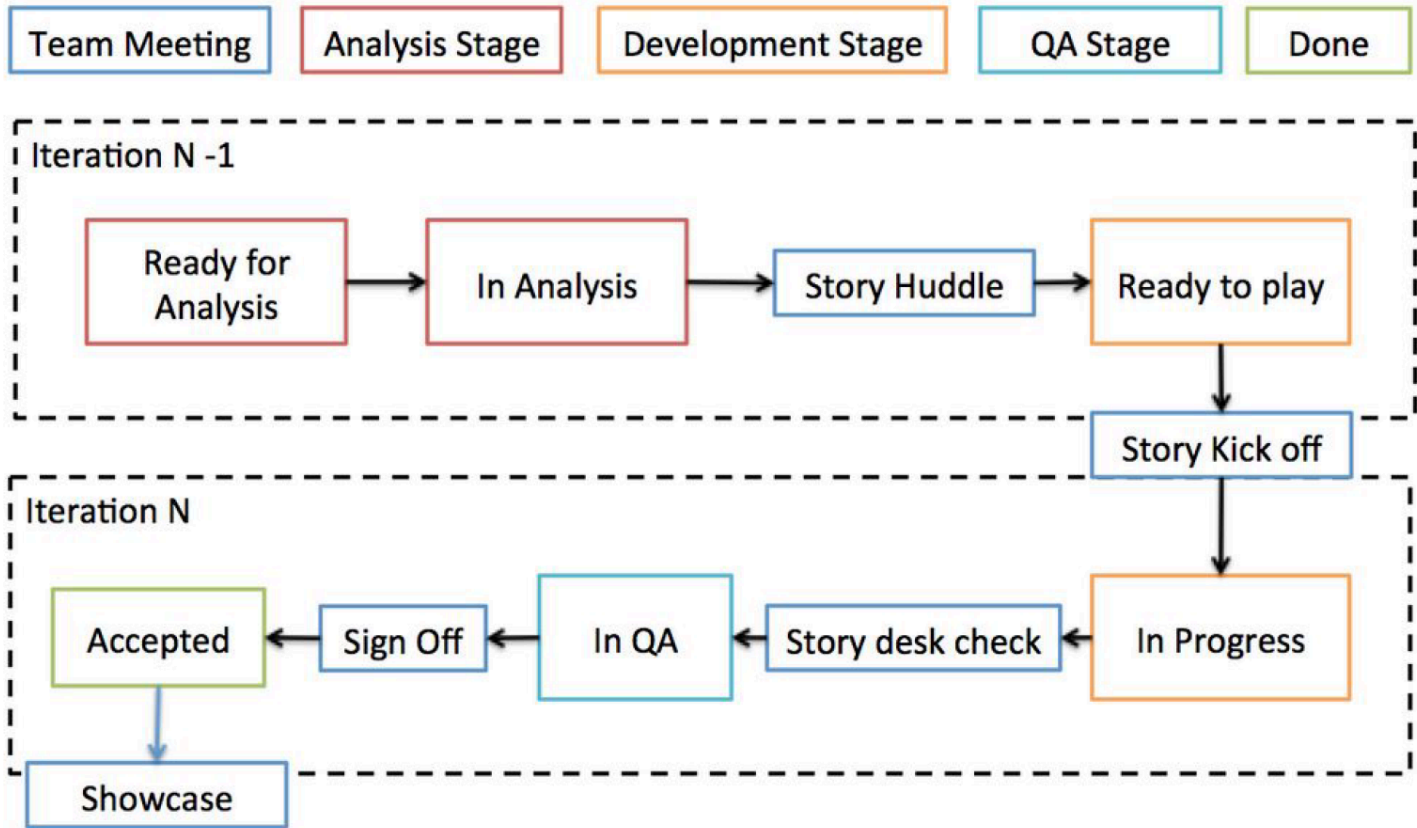 Team Meeting
Analysis Stage
Development Stage
QA Stage
Done
Iteration N -1
Ready for
Analysis
In Analysis
Story Huddle
Ready to play
Story Kick off
Iteration N
Accepted
Sign Off
In QA
Story desk check
In Progress
Showcase